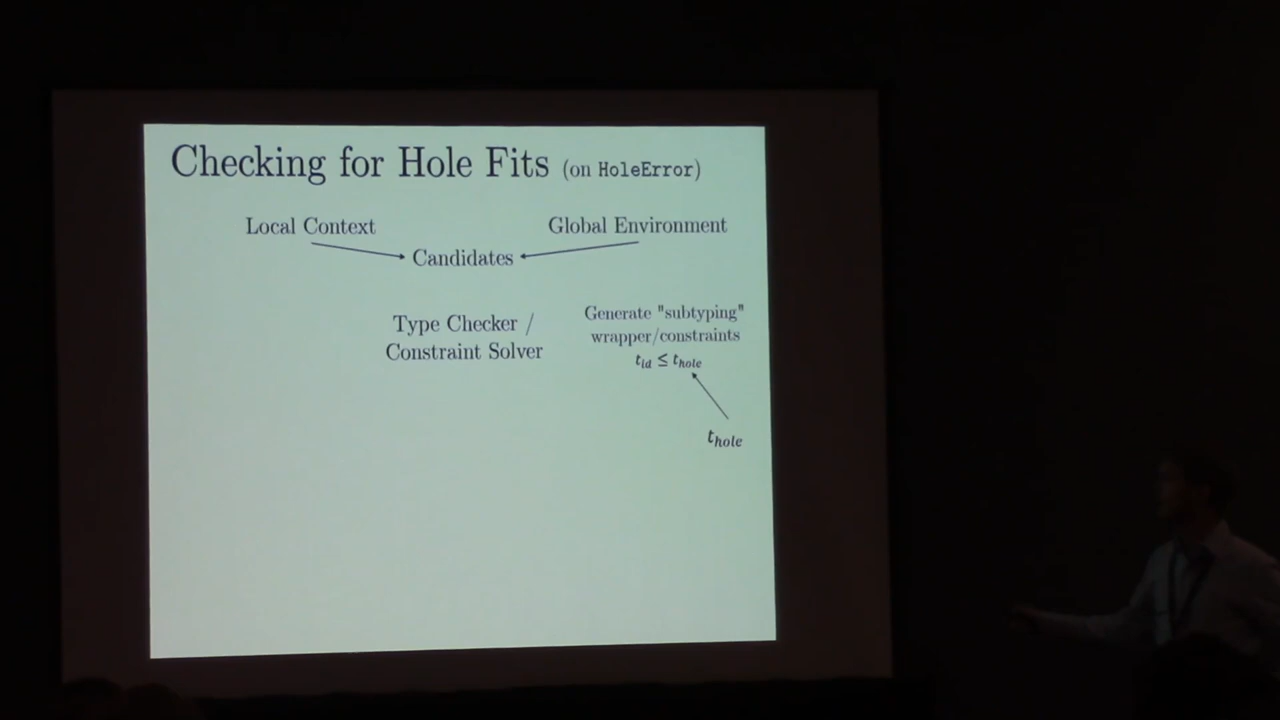 Checking for Hole Fits (on HoleError)
Local Context
Global Environment
Candidates
Type Checker /
Constraint Solver
Generate "subtyping"
wrapper/constraints
t_id ≤ t_hole
t_hole